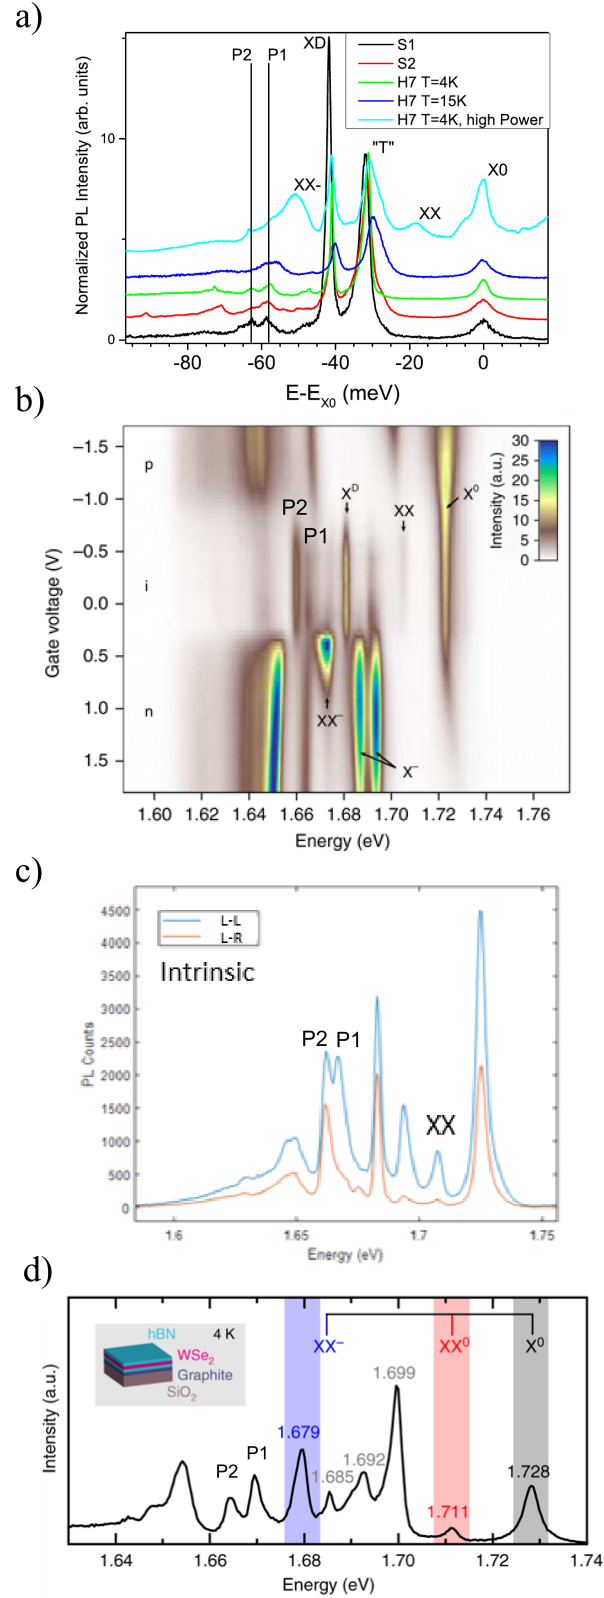 a)
XD
P2
P1
S1
S2
H7 T=4K
H7 T=15K
H7 T=4K, high Power
"T"
XX-
XX
X0
Normalized PL Intensity (arb. units)
10
0
-80
-60
-40
-20
0
E-E_X0 (meV)
b)
−1.5
−1.0
−0.5
0.0
0.5
1.0
1.5
Gate voltage (V)
p
i
n
P2
P1
X^D
XX
X^0
XX^−
X^−
Intensity (a.u.)
30
25
20
15
10
5
0
1.60
1.62
1.64
1.66
1.68
1.70
1.72
1.74
1.76
Energy (eV)
c)
L-IL
L-IR
Intrinsic
P2
P1
XX
PL Counts
4500
4000
3500
3000
2500
2000
1500
1000
500
0
1.6
1.65
1.7
1.75
Energy (eV)
d)
hBN
4 K
WSe₂
Graphite
SiO₂
XX^−
XX^0
X^0
1.699
1.679
1.692
1.685
P2
P1
1.711
1.728
Intensity (a.u.)
1.64
1.66
1.68
1.70
1.72
1.74
Energy (eV)